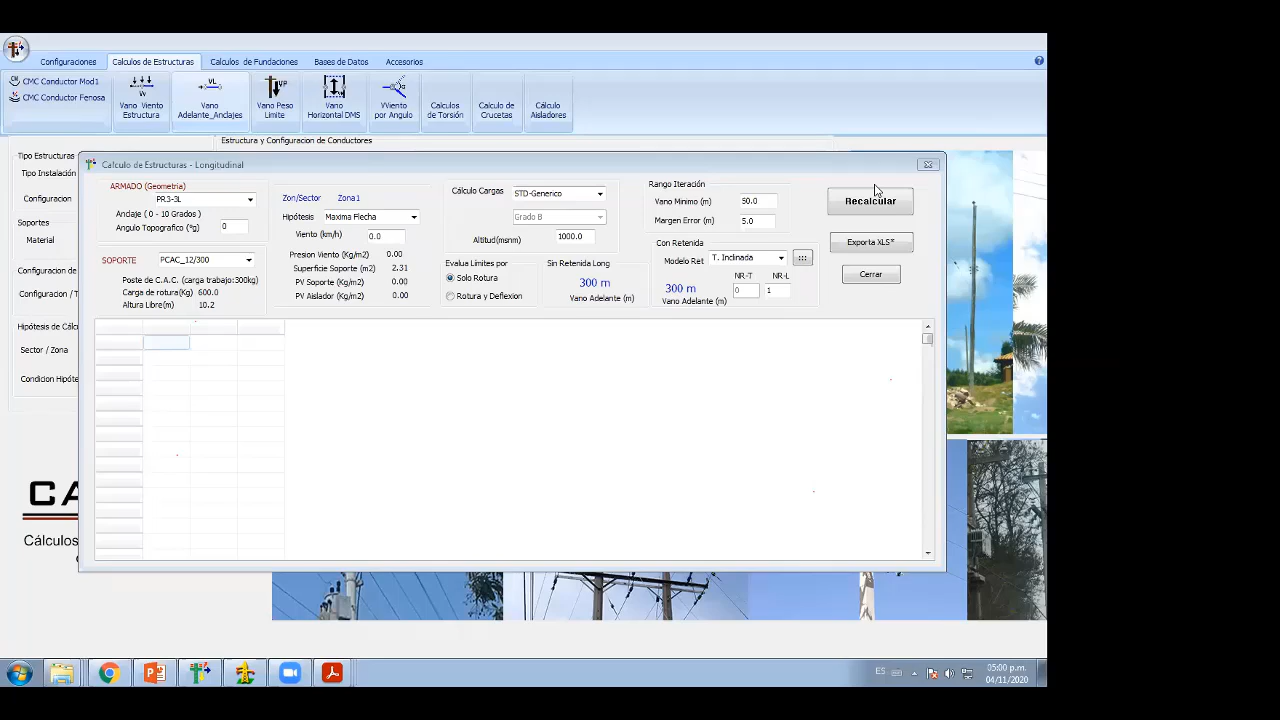 Configuraciones
Calculos de Estructuras
Calculos de Fundaciones
Bases de Datos
Accesorios
CMC Conductor Mod1
CMC Conductor Fenosa
W
Vano Viento
Estructura
VL
Vano
Adelante_Anclajes
VP
Vano Peso
Limite
Vano
Horizontal DMS
Wiento
por Angulo
Calculos
de Torsión
Calculo de
Crucetas
Cálculo
Aisladores
Estructura y Configuracion de Conductores
Tipo Estructuras
Tipo Instalación
Configuracion
Soportes
Material
Configuracion de
Configuracion / T
Hipótesis de Cálc
Sector / Zona
Condicion Hipóte
Calculo de Estructuras - Longitudinal
ARMADO (Geometria)
PR3-3L
Anclaje (0 - 10 Grados)
Angulo Topografico (ºg)
0
SOPORTE
PCAC_12/300
Poste de C.A.C. (carga trabajo:300kg)
Carga de rotura(Kg) 600.0
Altura Libre(m) 10.2
Zon/Sector Zona1
Hipótesis
Maxima Flecha
Viento (km/h)
0.0
Presion Viento (Kg/m2) 0.00
Superficie Soporte (m2) 2.31
PV Soporte (Kg/m2) 0.00
PV Aislador (Kg/m2) 0.00
Cálculo Cargas
STD-Generico
Grado B
Altitud(msnm)
1000.0
Evalua Limites por
Solo Rotura
Rotura y Deflexion
Sin Retenida Long
300 m
Vano Adelante (m)
Rango Iteración
Vano Minimo (m)
50.0
Margen Error (m)
5.0
Con Retenida
Modelo Ret
T. Inclinada
300 m
Vano Adelante (m)
NR-T
NR-L
0
1
Recalcular
Exporta XLS*
Cerrar
CA
Cálculos
ES
05:00 p.m.
04/11/2020